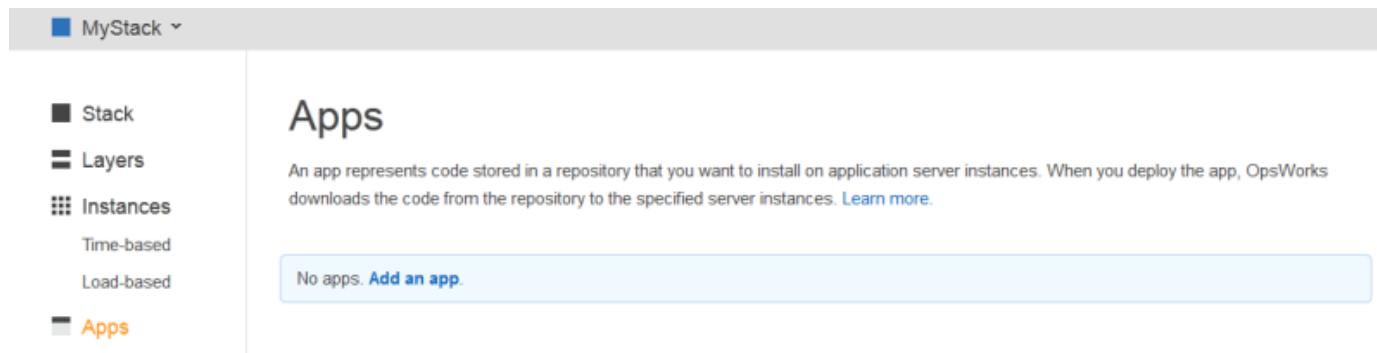 MyStack
Stack
Layers
Instances
Time-based
Load-based
Apps
Apps
An app represents code stored in a repository that you want to install on application server instances. When you deploy the app, OpsWorks
downloads the code from the repository to the specified server instances. Learn more.
No apps. Add an app.